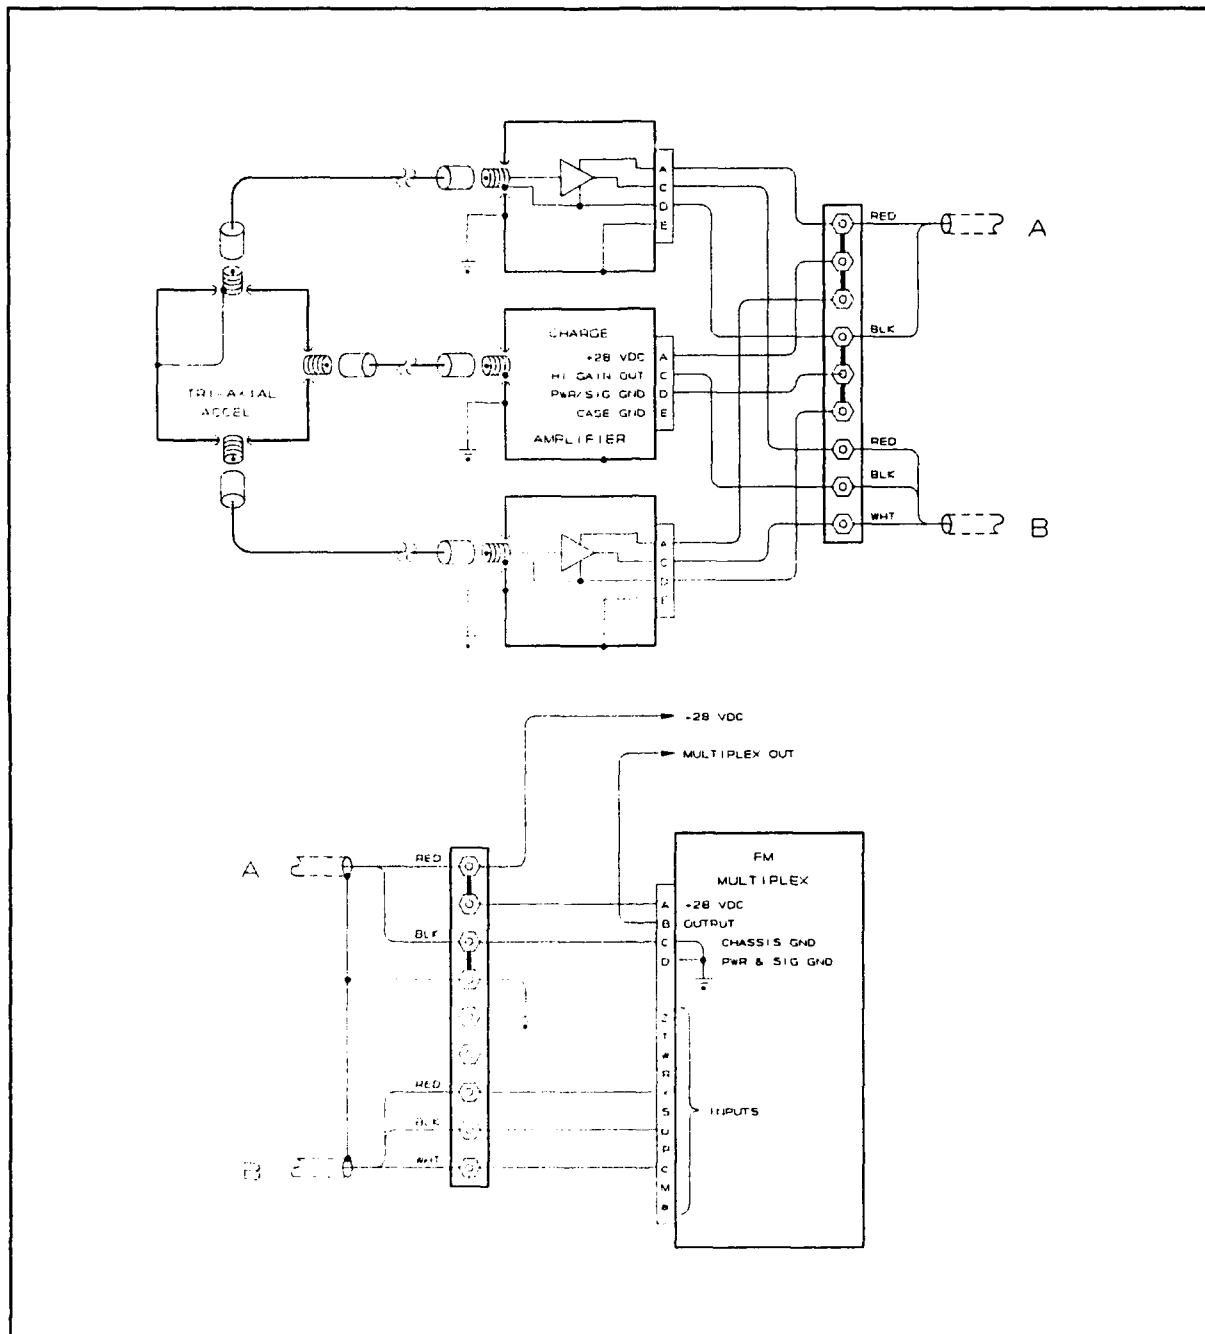 A
C
D
E
RED
A
BLK
CHARGE
+28 VDC
A
HI GAIN OUT
C
PWR/SIG GND
D
CASE GND
E
AMPLIFIER
TRI-AXIAL
ACCEL
RED
BLK
WHT
B
A
C
D
E
+28 VDC
MULTIPLEX OUT
A
RED
FM
MULTIPLEX
A +28 VDC
B OUTPUT
BLK
C CHASSIS GND
D PWR & SIG GND
Z
T
W
R
RED
S
INPUTS
BLK
U
P
WHT
C
B
M